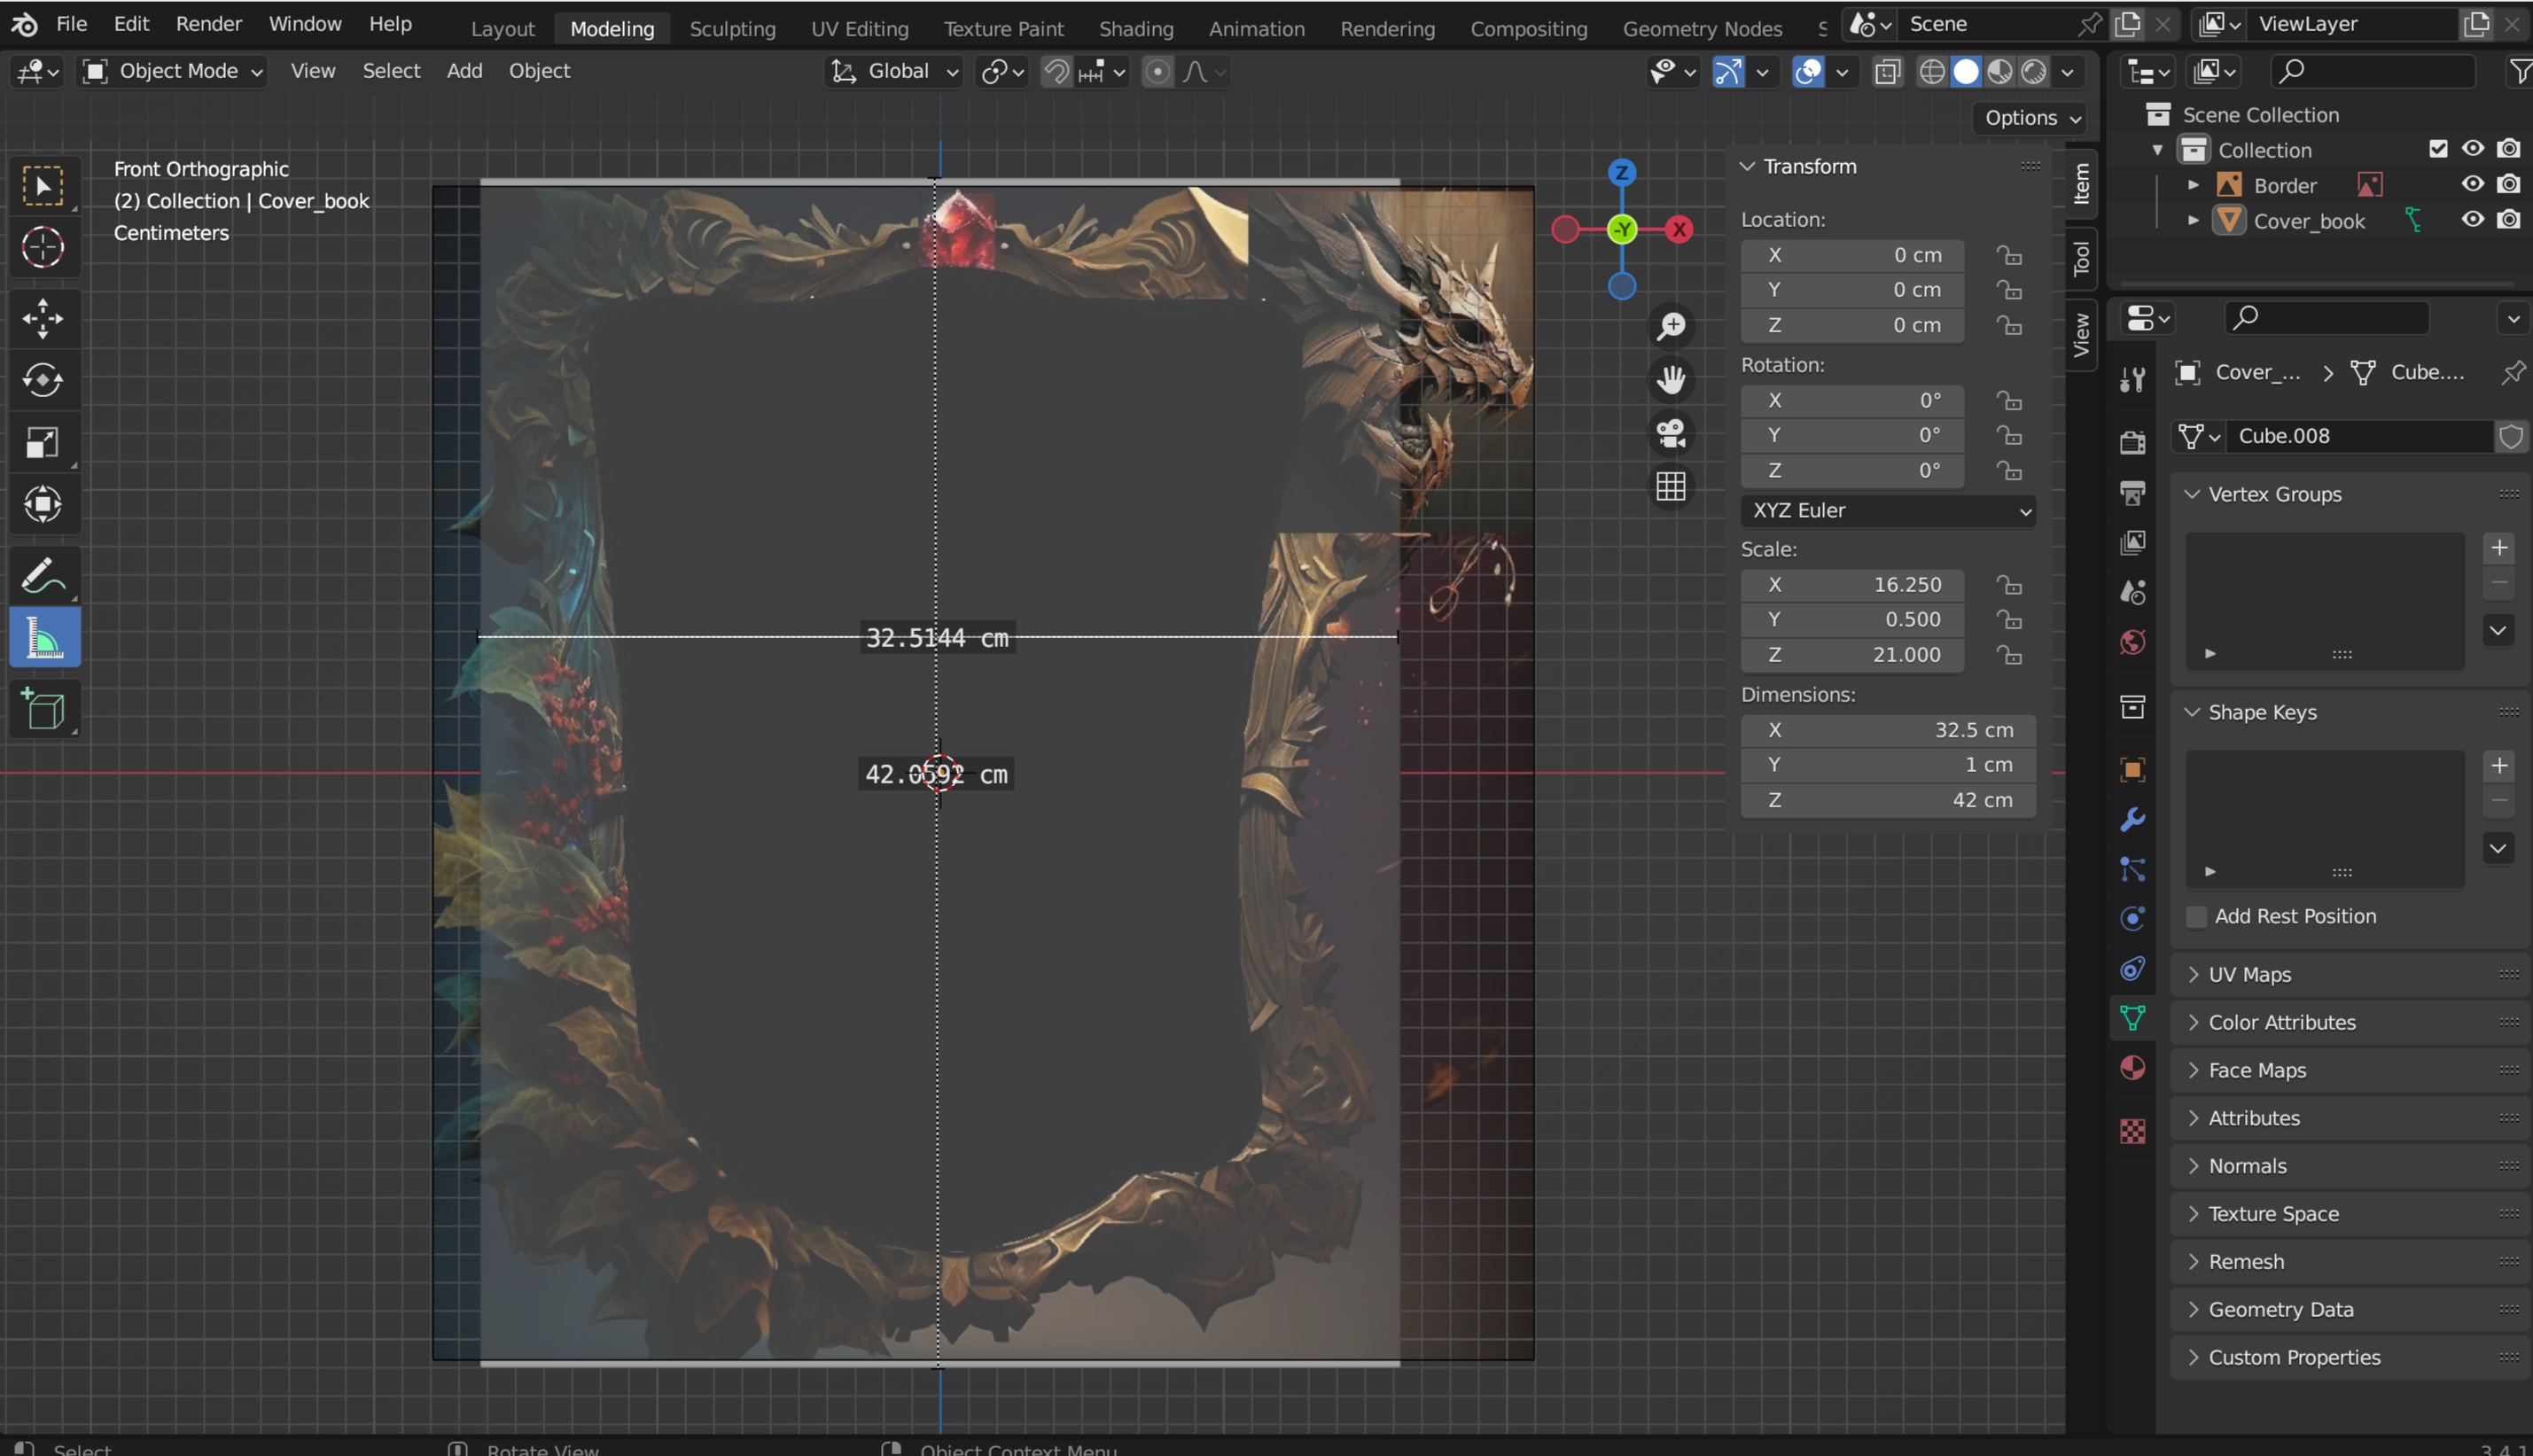 File Edit Render Window Help Layout Modeling Sculpting UV Editing Texture Paint Shading Animation Rendering Compositing Geometry Nodes Scene ViewLayer
Object Mode View Select Add Object Global
Options
Front Orthographic
(2) Collection | Cover_book
Centimeters
Z
-Y
X
32.5144 cm
42.0592 cm
Transform
Location:
X 0 cm
Y 0 cm
Z 0 cm
Rotation:
X 0°
Y 0°
Z 0°
XYZ Euler
Scale:
X 16.250
Y 0.500
Z 21.000
Dimensions:
X 32.5 cm
Y 1 cm
Z 42 cm
Item
Tool
View
Scene Collection
Collection
Border
Cover_book
Cover_... > Cube....
Cube.008
Vertex Groups
Shape Keys
Add Rest Position
UV Maps
Color Attributes
Face Maps
Attributes
Normals
Texture Space
Remesh
Geometry Data
Custom Properties
Select Rotate View Object Context Menu 3.4.1